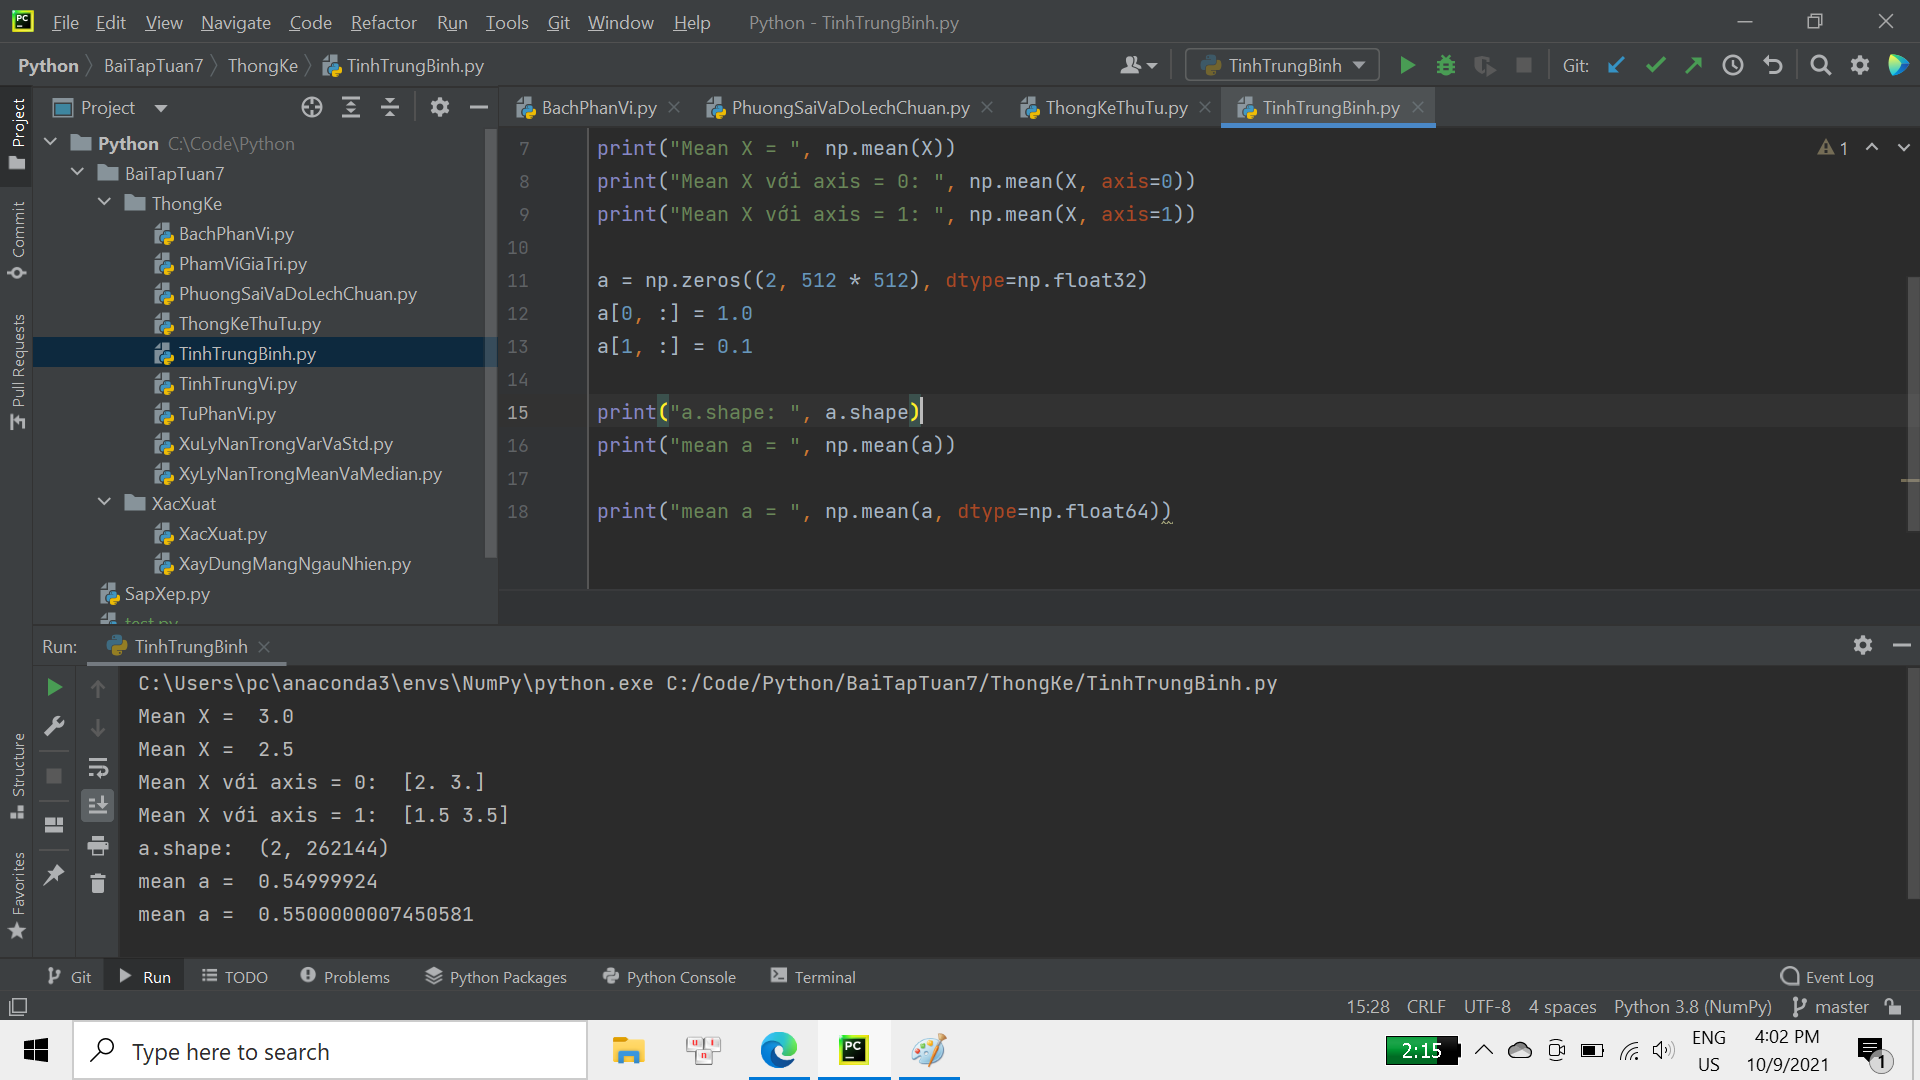 File Edit View Navigate Code Refactor Run Tools Git Window Help Python - TinhTrungBinh.py
Python BaiTapTuan7 ThongKe TinhTrungBinh.py TinhTrungBinh Git:
Project
BachPhanVi.py PhuongSaiVaDoLechChuan.py ThongKeThuTu.py TinhTrungBinh.py
Python C:\Code\Python
BaiTapTuan7
ThongKe
BachPhanVi.py
PhamViGiaTri.py
PhuongSaiVaDoLechChuan.py
ThongKeThuTu.py
TinhTrungBinh.py
TinhTrungVi.py
TuPhanVi.py
XuLyNanTrongVarVaStd.py
XyLyNanTrongMeanVaMedian.py
XacXuat
XacXuat.py
XayDungMangNgauNhien.py
SapXep.py
test.py
Project
Commit
Pull Requests
Structure
Favorites
7 print("Mean X = ", np.mean(X))
8 print("Mean X với axis = 0: ", np.mean(X, axis=0))
9 print("Mean X với axis = 1: ", np.mean(X, axis=1))
10
11 a = np.zeros((2, 512 * 512), dtype=np.float32)
12 a[0, :] = 1.0
13 a[1, :] = 0.1
14
15 print("a.shape: ", a.shape)
16 print("mean a = ", np.mean(a))
17
18 print("mean a = ", np.mean(a, dtype=np.float64))
1
Run: TinhTrungBinh
C:\Users\pc\anaconda3\envs\NumPy\python.exe C:/Code/Python/BaiTapTuan7/ThongKe/TinhTrungBinh.py
Mean X =  3.0
Mean X =  2.5
Mean X với axis = 0:  [2. 3.]
Mean X với axis = 1:  [1.5 3.5]
a.shape:  (2, 262144)
mean a =  0.54999924
mean a =  0.5500000007450581
Git Run TODO Problems Python Packages Python Console Terminal Event Log
15:28 CRLF UTF-8 4 spaces Python 3.8 (NumPy) master
Type here to search
2:15
ENG
US
4:02 PM
10/9/2021
1